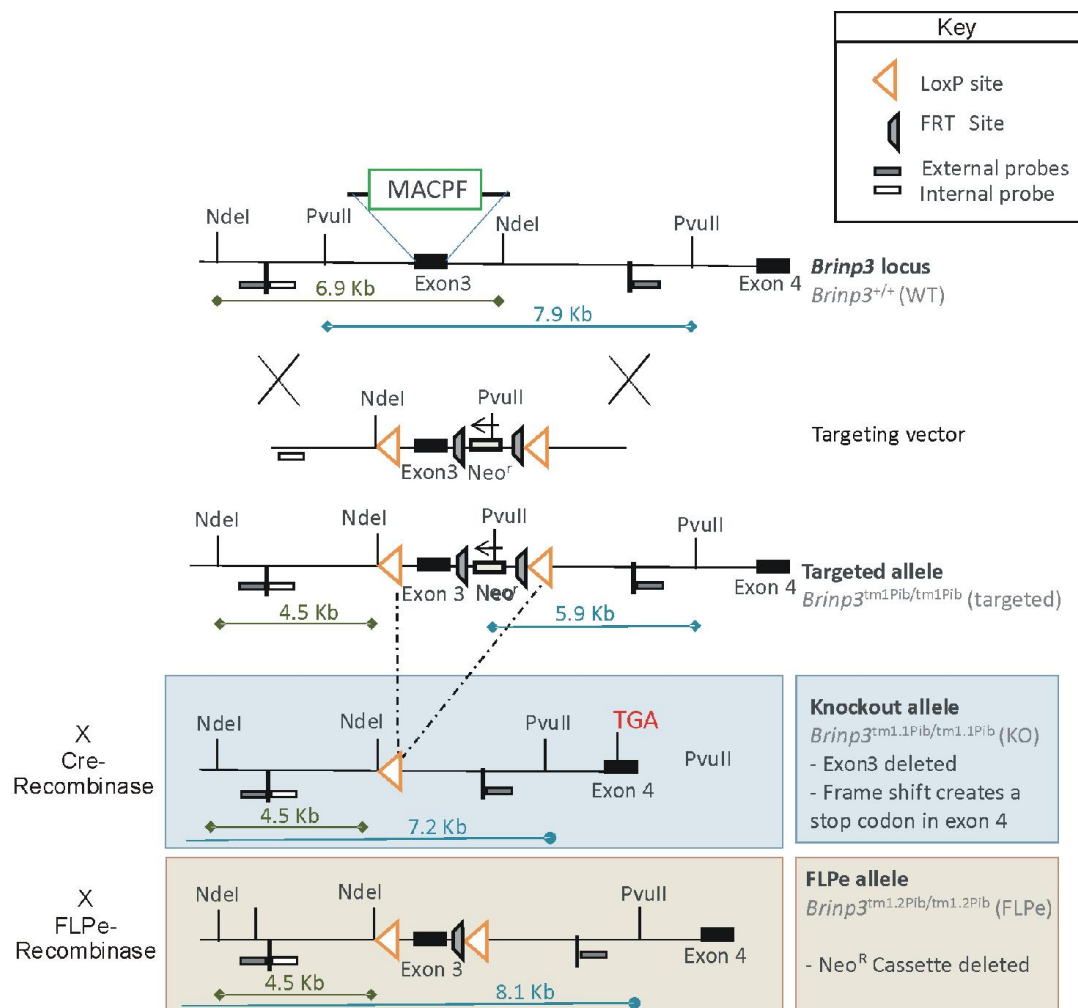 Key
LoxP site
FRT Site
External probes
Internal probe
MACPF
NdeI
PvuII
NdeI
PvuII
Exon3
Exon 4
Brinp3 locus
Brinp3+/+ (WT)
6.9 Kb
7.9 Kb
NdeI
PvuII
Exon3
Neoʳ
Targeting vector
NdeI
NdeI
PvuII
PvuII
Exon 3
Neoʳ
Exon 4
Targeted allele
Brinp3tm1Pib/tm1Pib (targeted)
4.5 Kb
5.9 Kb
X
Cre-
Recombinase
NdeI
NdeI
PvuII
TGA
PvuII
Exon 4
4.5 Kb
7.2 Kb
Knockout allele
Brinp3tm1.1Pib/tm1.1Pib (KO)
- Exon3 deleted
- Frame shift creates a
stop codon in exon 4
X
FLPe-
Recombinase
NdeI
NdeI
PvuII
Exon 3
Exon 4
4.5 Kb
8.1 Kb
FLPe allele
Brinp3tm1.2Pib/tm1.2Pib (FLPe)
- Neoᴿ Cassette deleted